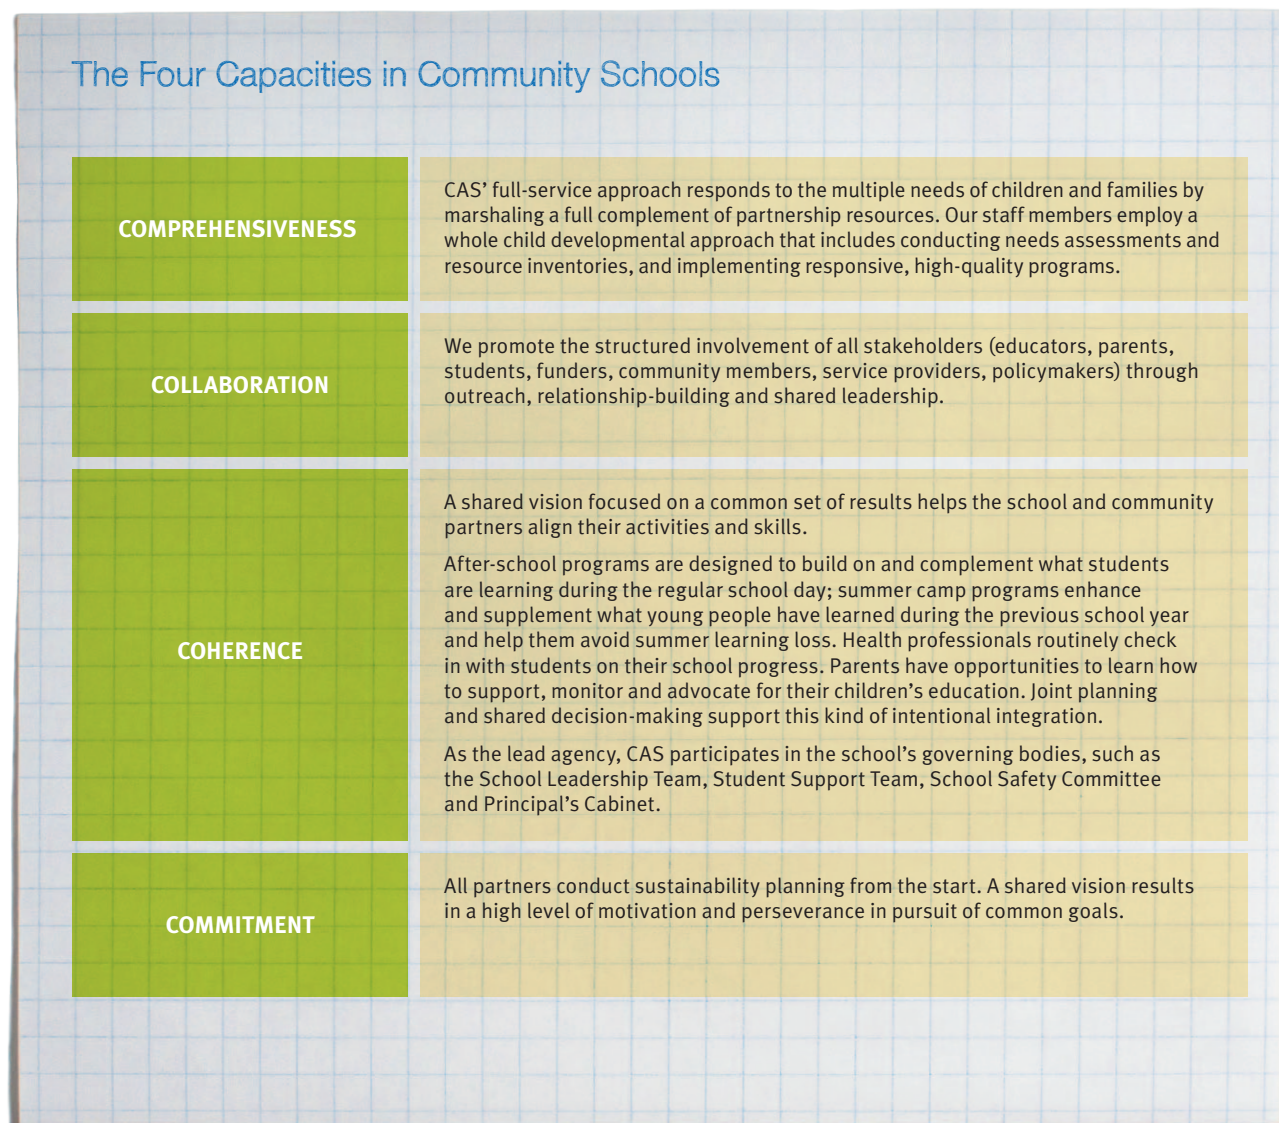 The Four Capacities in Community Schools
COMPREHENSIVENESS
CAS’ full-service approach responds to the multiple needs of children and families by
marshaling a full complement of partnership resources. Our staff members employ a
whole child developmental approach that includes conducting needs assessments and
resource inventories, and implementing responsive, high-quality programs.
COLLABORATION
We promote the structured involvement of all stakeholders (educators, parents,
students, funders, community members, service providers, policymakers) through
outreach, relationship-building and shared leadership.
COHERENCE
A shared vision focused on a common set of results helps the school and community
partners align their activities and skills.
After-school programs are designed to build on and complement what students
are learning during the regular school day; summer camp programs enhance
and supplement what young people have learned during the previous school year
and help them avoid summer learning loss. Health professionals routinely check
in with students on their school progress. Parents have opportunities to learn how
to support, monitor and advocate for their children’s education. Joint planning
and shared decision-making support this kind of intentional integration.
As the lead agency, CAS participates in the school’s governing bodies, such as
the School Leadership Team, Student Support Team, School Safety Committee
and Principal’s Cabinet.
COMMITMENT
All partners conduct sustainability planning from the start. A shared vision results
in a high level of motivation and perseverance in pursuit of common goals.